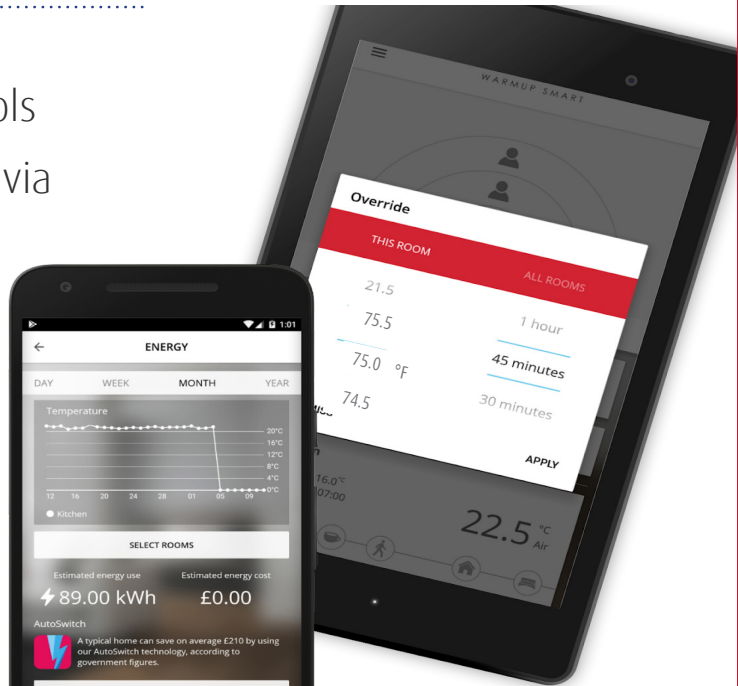 ols
via
WARMUP SMART
Override
THIS ROOM
ALL ROOMS
21.5
75.5
75.0 °F
74.5
1 hour
45 minutes
30 minutes
APPLY
16.0°C
07:00
22.5 °C
Air
1:01
ENERGY
DAY WEEK MONTH YEAR
Temperature
20°C
16°C
12°C
8°C
4°C
0°C
12 16 20 24 28 01 05 09
Kitchen
SELECT ROOMS
Estimated energy use Estimated energy cost
89.00 kWh £0.00
AutoSwitch
A typical home can save on average £210 by using
our AutoSwitch technology, according to
government figures.